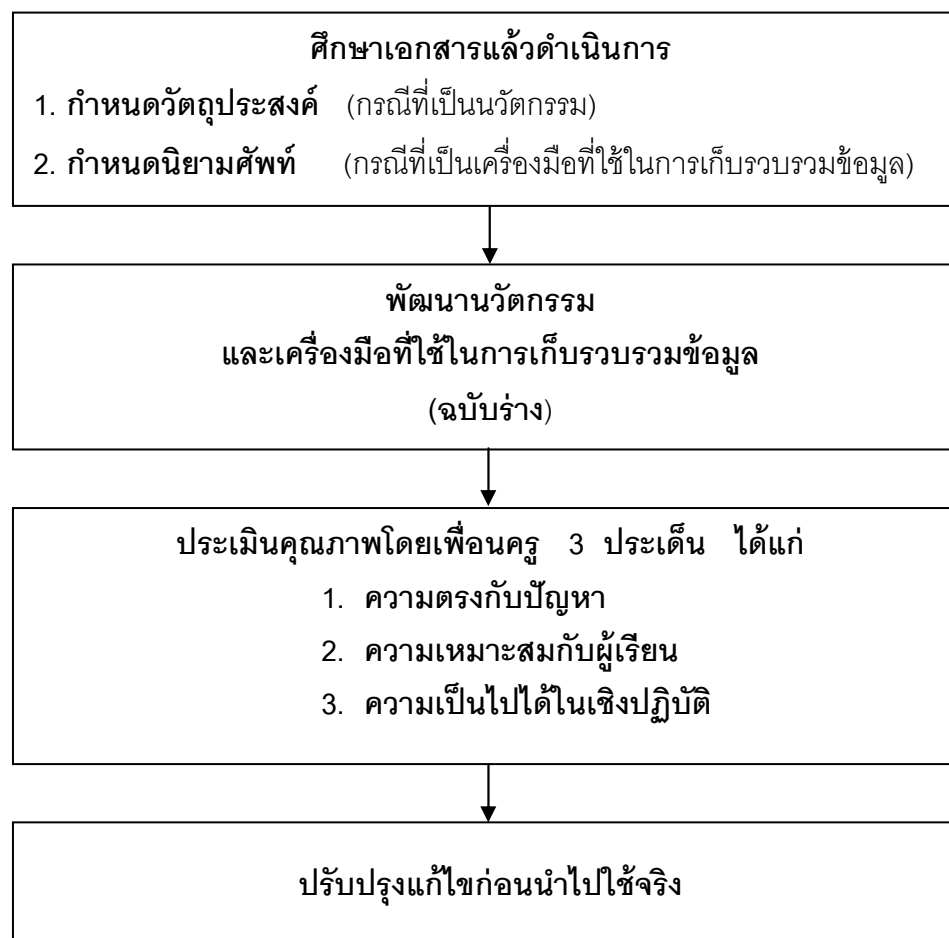 ศึกษาเอกสารแล้วดำเนินการ
1. กำหนดวัตถุประสงค์ (กรณีที่เป็นนวัตกรรม)
2. กำหนดนิยามศัพท์ (กรณีที่เป็นเครื่องมือที่ใช้ในการเก็บรวบรวมข้อมูล)
พัฒนานวัตกรรม
และเครื่องมือที่ใช้ในการเก็บรวบรวมข้อมูล
(ฉบับร่าง)
ประเมินคุณภาพโดยเพื่อนครู 3 ประเด็น ได้แก่
1. ความตรงกับปัญหา
2. ความเหมาะสมกับผู้เรียน
3. ความเป็นไปได้ในเชิงปฏิบัติ
ปรับปรุงแก้ไขก่อนนำไปใช้จริง